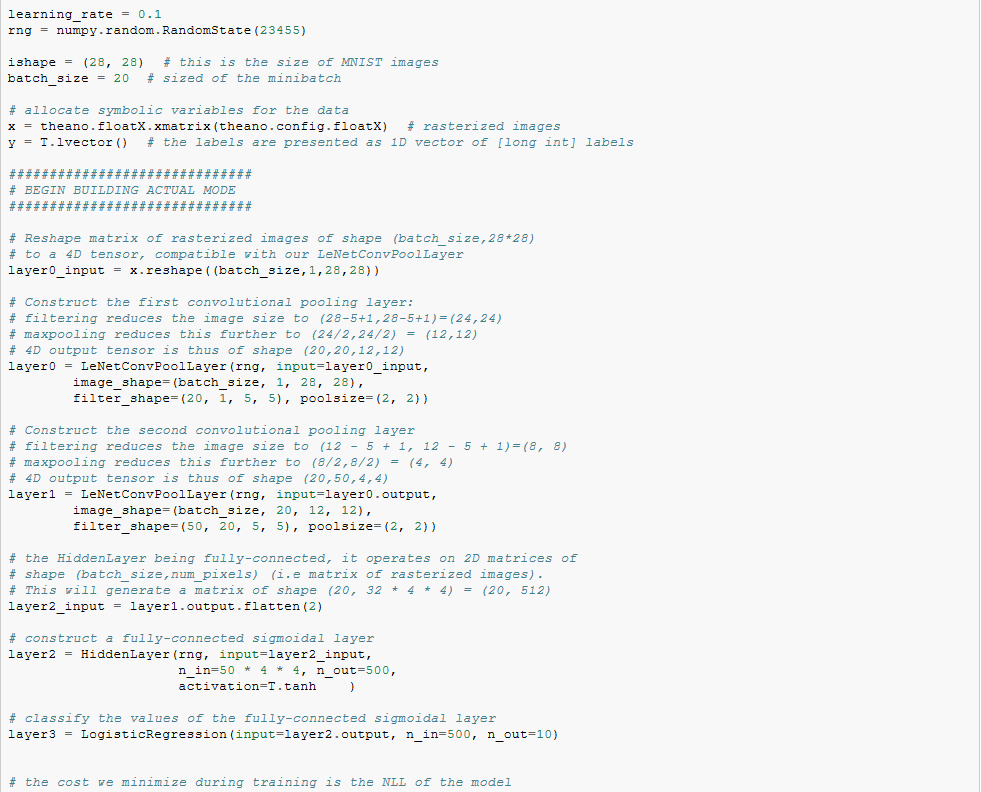 learning_rate = 0.1
rng = numpy.random.RandomState(23455)
ishape = (28, 28)  # this is the size of MNIST images
batch_size = 20  # sized of the minibatch
# allocate symbolic variables for the data
x = theano.floatX.xmatrix(theano.config.floatX)  # rasterized images
y = T.lvector()  # the labels are presented as 1D vector of [long int] labels
##############################
# BEGIN BUILDING ACTUAL MODE
##############################
# Reshape matrix of rasterized images of shape (batch_size,28*28)
# to a 4D tensor, compatible with our LeNetConvPoolLayer
layer0_input = x.reshape((batch_size,1,28,28))
# Construct the first convolutional pooling layer:
# filtering reduces the image size to (28-5+1,28-5+1)=(24,24)
# maxpooling reduces this further to (24/2,24/2) = (12,12)
# 4D output tensor is thus of shape (20,20,12,12)
layer0 = LeNetConvPoolLayer(rng, input=layer0_input,
        image_shape=(batch_size, 1, 28, 28),
        filter_shape=(20, 1, 5, 5), poolsize=(2, 2))
# Construct the second convolutional pooling layer
# filtering reduces the image size to (12 - 5 + 1, 12 - 5 + 1)=(8, 8)
# maxpooling reduces this further to (8/2,8/2) = (4, 4)
# 4D output tensor is thus of shape (20,50,4,4)
layer1 = LeNetConvPoolLayer(rng, input=layer0.output,
        image_shape=(batch_size, 20, 12, 12),
        filter_shape=(50, 20, 5, 5), poolsize=(2, 2))
# the HiddenLayer being fully-connected, it operates on 2D matrices of
# shape (batch_size,num_pixels) (i.e matrix of rasterized images).
# This will generate a matrix of shape (20, 32 * 4 * 4) = (20, 512)
layer2_input = layer1.output.flatten(2)
# construct a fully-connected sigmoidal layer
layer2 = HiddenLayer(rng, input=layer2_input,
                     n_in=50 * 4 * 4, n_out=500,
                     activation=T.tanh    )
# classify the values of the fully-connected sigmoidal layer
layer3 = LogisticRegression(input=layer2.output, n_in=500, n_out=10)
# the cost we minimize during training is the NLL of the model